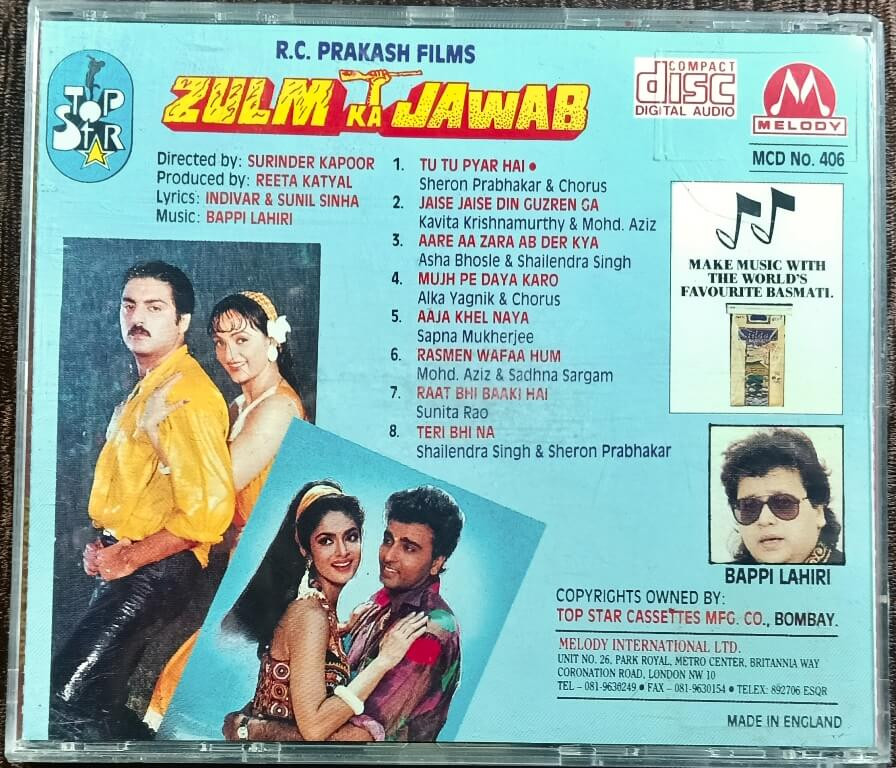 TOP
STAR
R.C. PRAKASH FILMS
ZULM KA JAWAB
COMPACT
disc
DIGITAL AUDIO
MELODY
MCD No. 406
Directed by: SURINDER KAPOOR
Produced by: REETA KATYAL
Lyrics: INDIVAR & SUNIL SINHA
Music: BAPPI LAHIRI
1. TU TU PYAR HAI •
Sheron Prabhakar & Chorus
2. JAISE JAISE DIN GUZREN GA
Kavita Krishnamurthy & Mohd. Aziz
3. AARE AA ZARA AB DER KYA
Asha Bhosle & Shailendra Singh
4. MUJH PE DAYA KARO
Alka Yagnik & Chorus
5. AAJA KHEL NAYA
Sapna Mukherjee
6. RASMEN WAFAA HUM
Mohd. Aziz & Sadhna Sargam
7. RAAT BHI BAAKI HAI
Sunita Rao
8. TERI BHI NA
Shailendra Singh & Sheron Prabhakar
MAKE MUSIC WITH
THE WORLD'S
FAVOURITE BASMATI.
BAPPI LAHIRI
COPYRIGHTS OWNED BY:
TOP STAR CASSETTES MFG. CO., BOMBAY.
MELODY INTERNATIONAL LTD.
UNIT NO. 26, PARK ROYAL, METRO CENTER, BRITANNIA WAY
CORONATION ROAD, LONDON NW 10
TEL – 081-9636249 • FAX – 081-9630154 • TELEX: 892706 ESQR
MADE IN ENGLAND